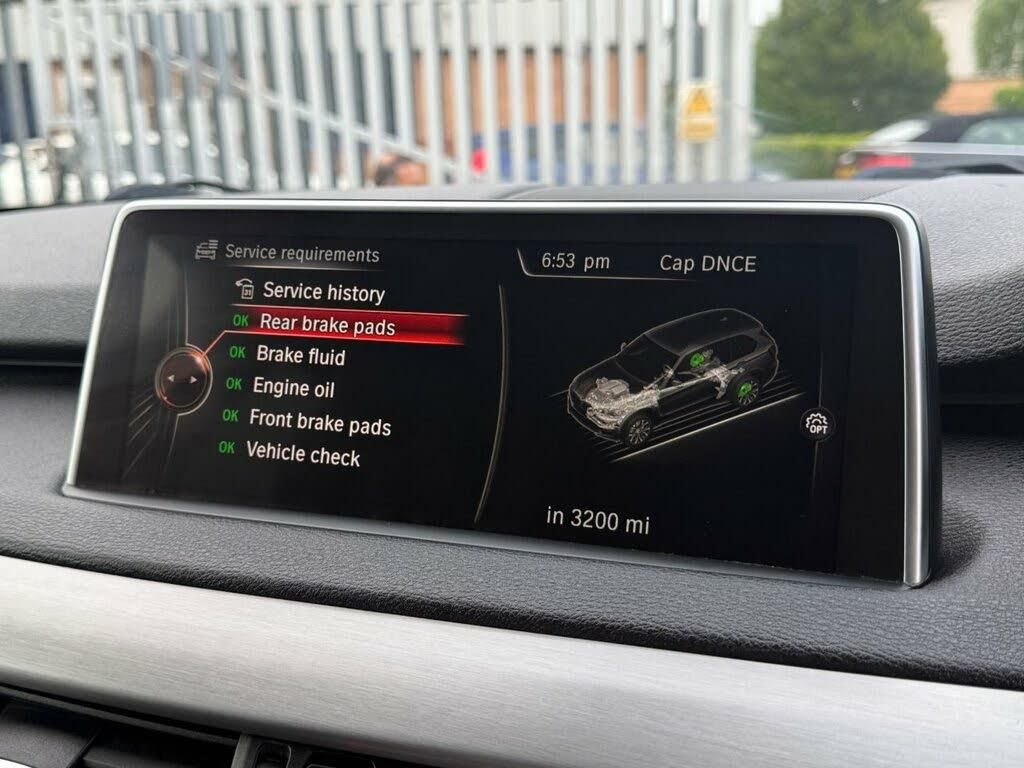 Service requirements
6:53 pm
Cap DNCE
Service history
OK Rear brake pads
OK Brake fluid
OK Engine oil
OK Front brake pads
OK Vehicle check
OPT
in 3200 mi